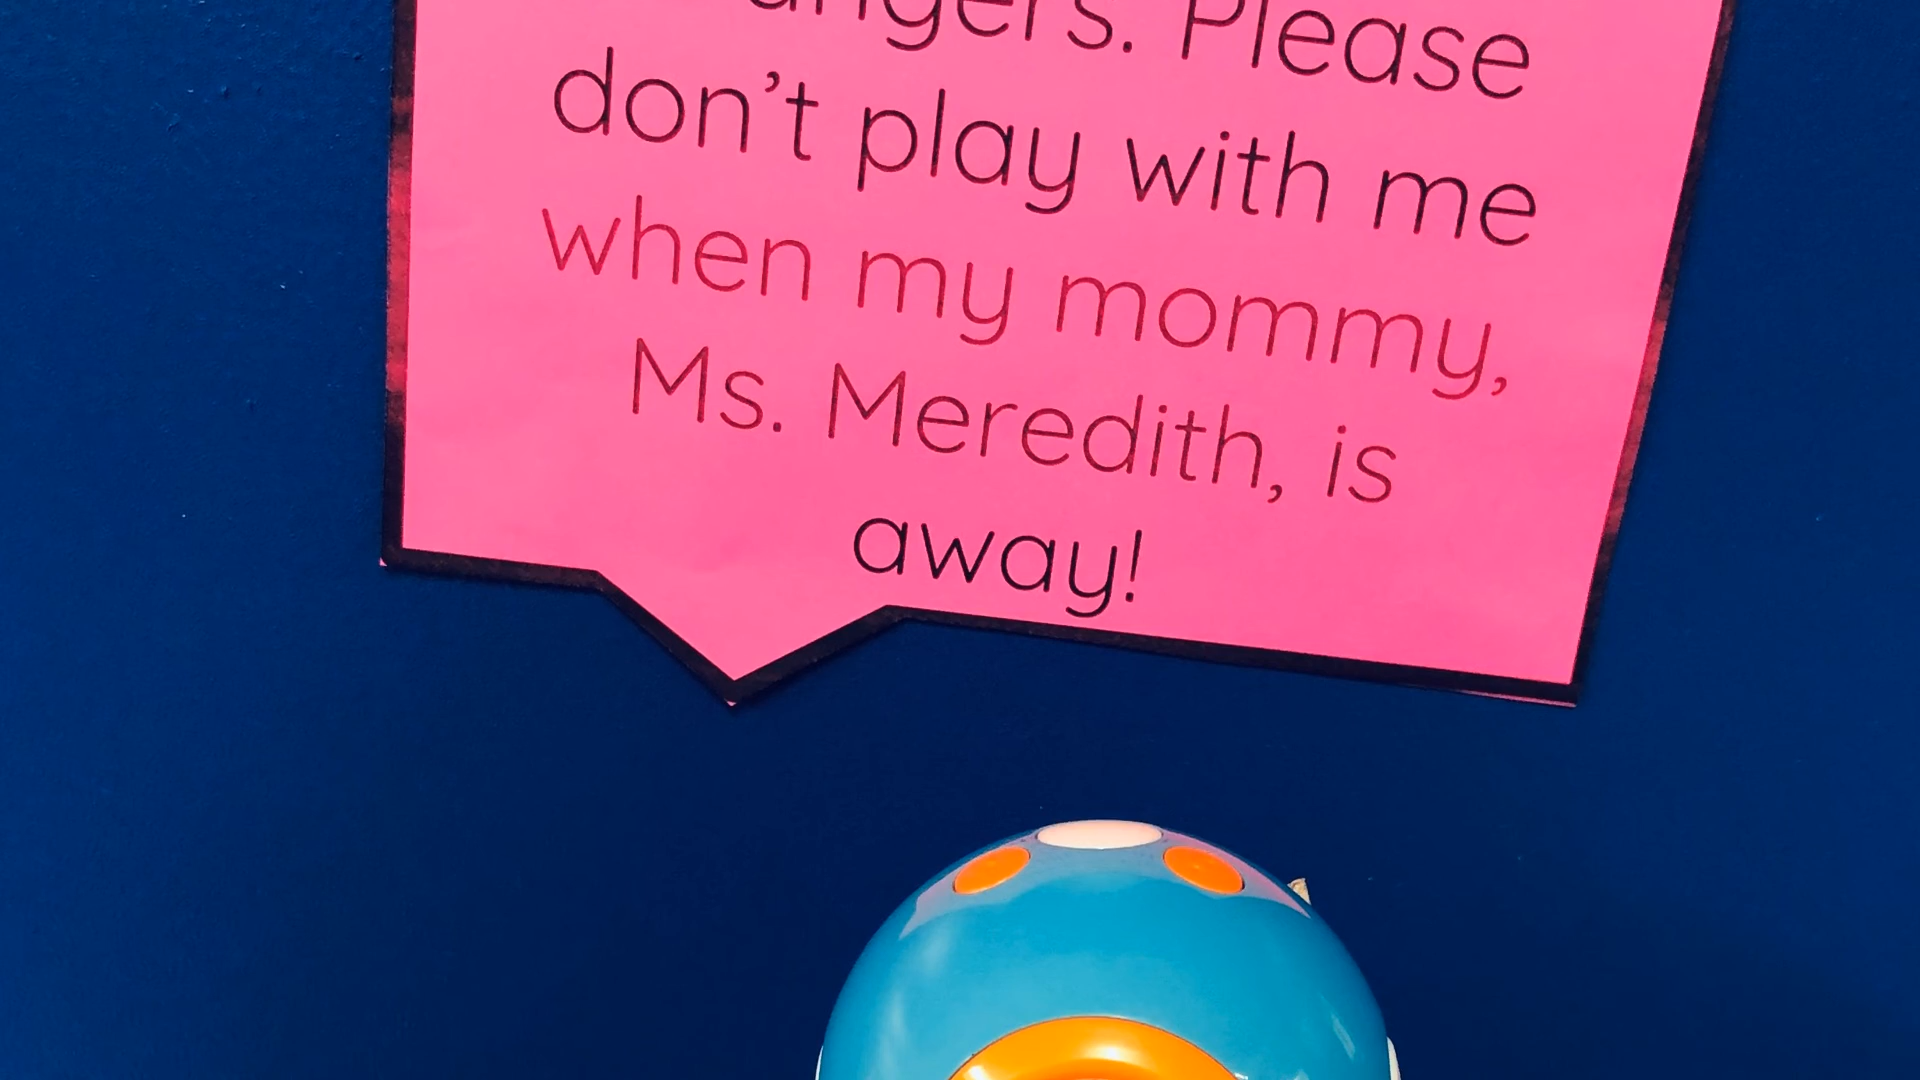 Please
don't play with me
when my mommy,
Ms. Meredith, is
away!